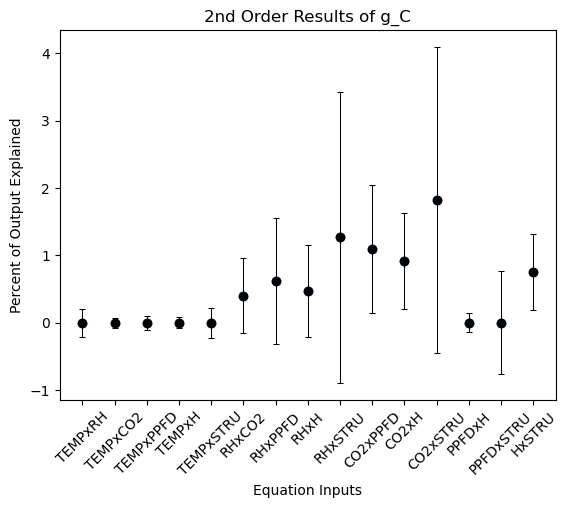 2nd Order Results of g_C
Percent of Output Explained
4
3
2
1
0
−1
TEMPxRH
TEMPxCO2
TEMPxPPFD
TEMPxH
TEMPxSTRU
RHxCO2
RHxPPFD
RHxH
RHxSTRU
CO2xPPFD
CO2xH
CO2xSTRU
PPFDxH
PPFDxSTRU
HxSTRU
Equation Inputs